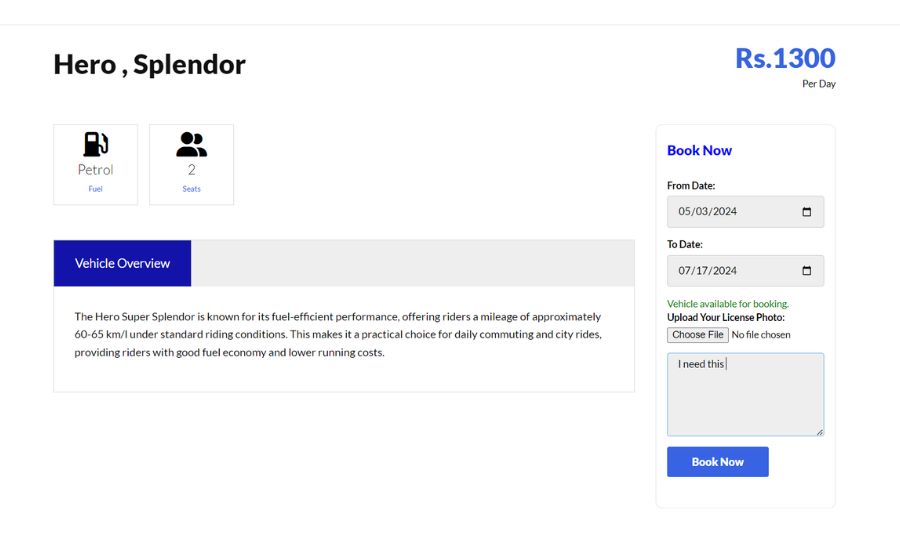 Hero , Splendor
Rs.1300
Per Day
Petrol
Fuel
2
Seats
Vehicle Overview
The Hero Super Splendor is known for its fuel-efficient performance, offering riders a mileage of approximately
60-65 km/l under standard riding conditions. This makes it a practical choice for daily commuting and city rides,
providing riders with good fuel economy and lower running costs.
Book Now
From Date:
05/03/2024
To Date:
07/17/2024
Vehicle available for booking.
Upload Your License Photo:
Choose File No file chosen
I need this
Book Now